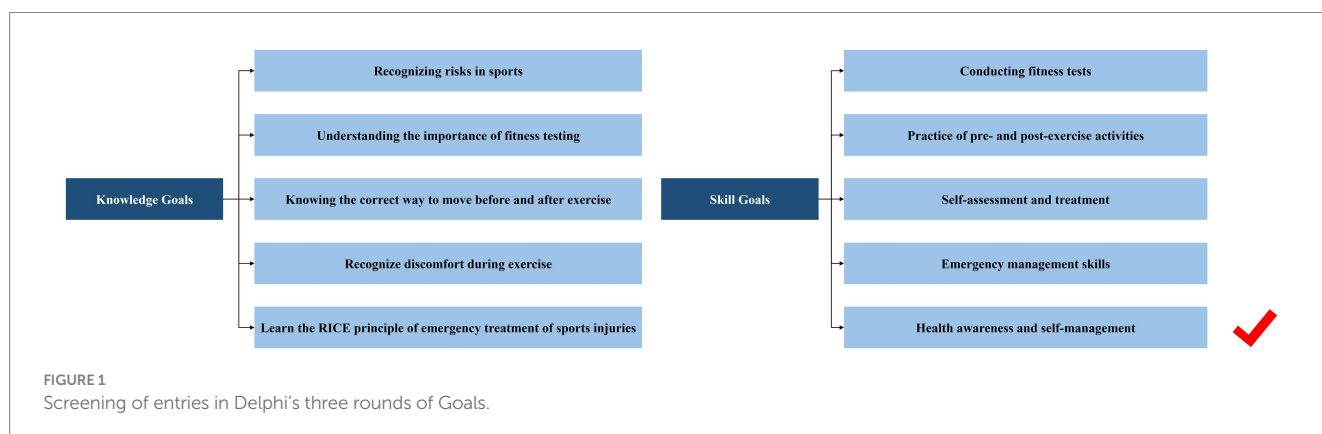 Knowledge Goals
Recognizing risks in sports
Understanding the importance of fitness testing
Knowing the correct way to move before and after exercise
Recognize discomfort during exercise
Learn the RICE principle of emergency treatment of sports injuries
Skill Goals
Conducting fitness tests
Practice of pre- and post-exercise activities
Self-assessment and treatment
Emergency management skills
Health awareness and self-management
FIGURE 1
Screening of entries in Delphi's three rounds of Goals.